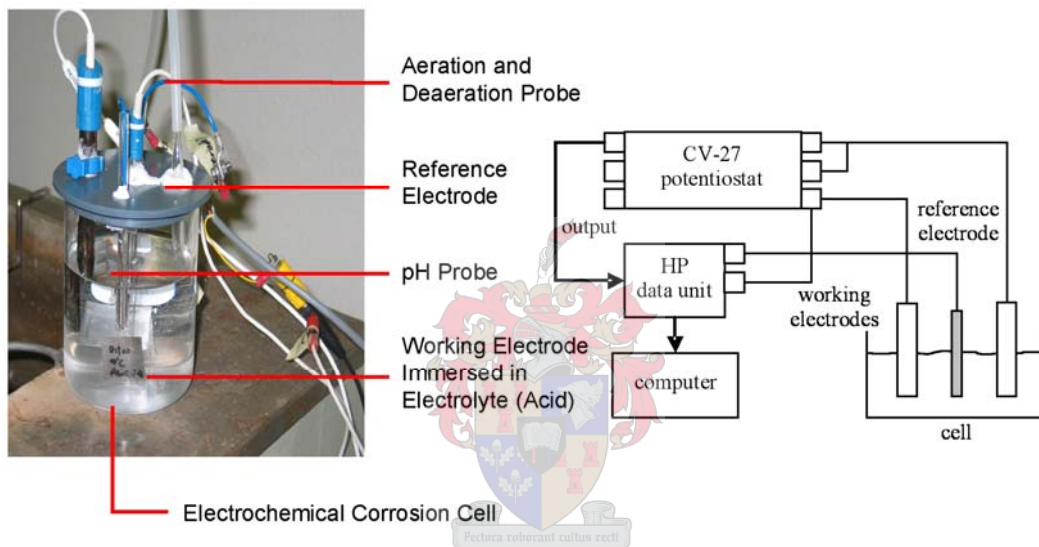 Aeration and
Deaeration Probe
Reference
Electrode
pH Probe
Working Electrode
Immersed in
Electrolyte (Acid)
Electrochemical Corrosion Cell
CV-27
potentiostat
output
HP
data unit
computer
reference
electrode
working
electrodes
cell
Pectora roborant cultus recti